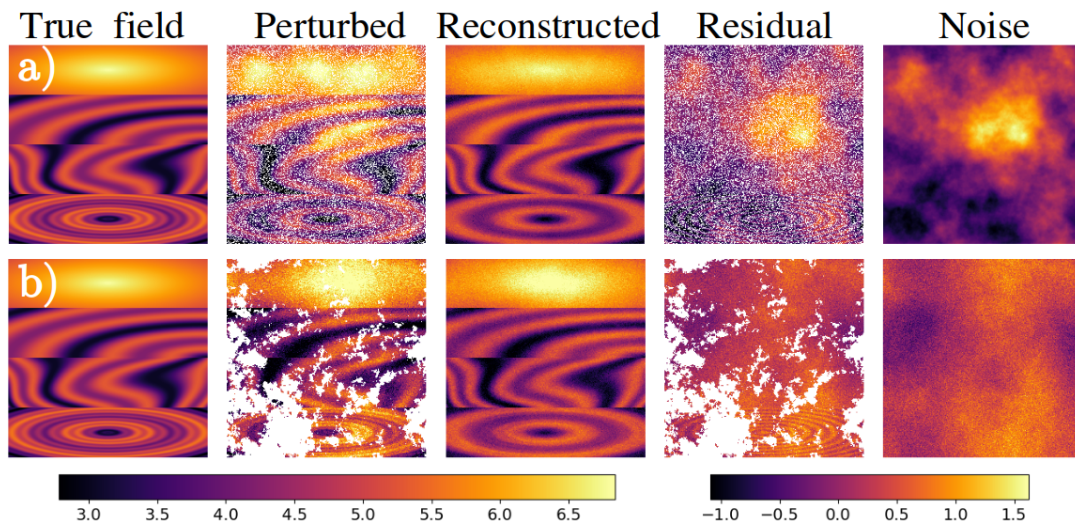 True field Perturbed Reconstructed Residual Noise
a)
b)
3.0 3.5 4.0 4.5 5.0 5.5 6.0 6.5
−1.0 −0.5 0.0 0.5 1.0 1.5